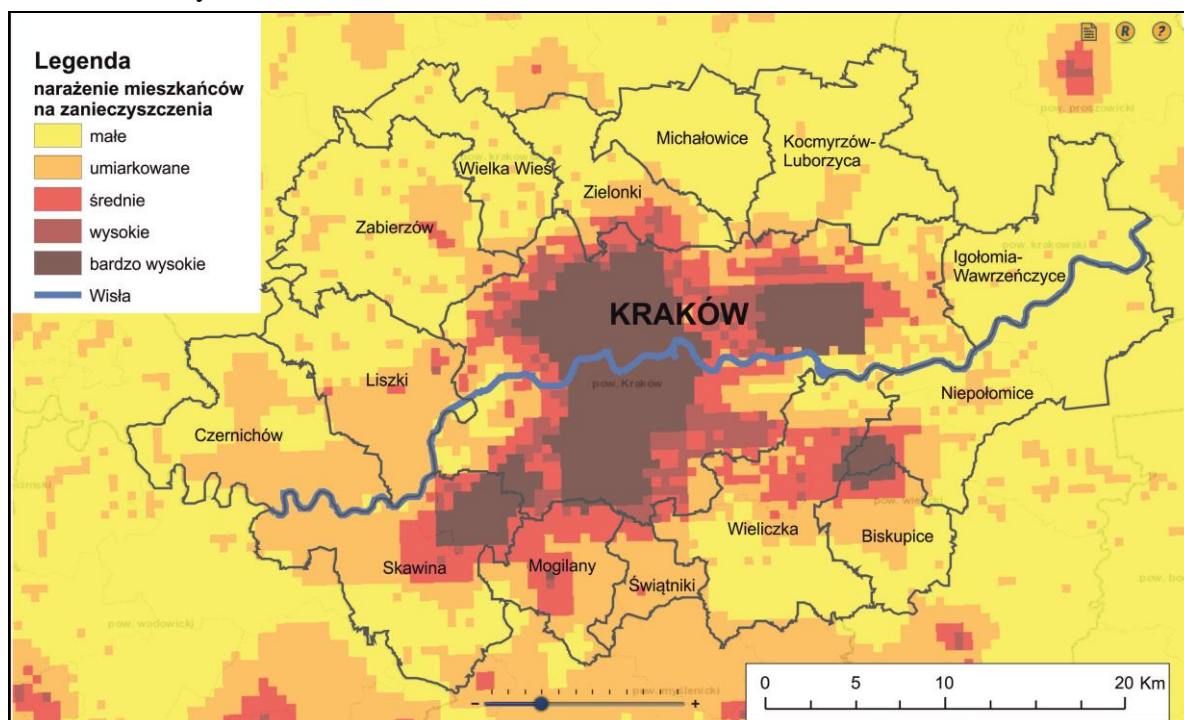 Legenda
narażenie mieszkańców
na zanieczyszczenia
małe
umiarkowane
średnie
wysokie
bardzo wysokie
Wisła
R
?
pow. proszowicki
Michałowice
Kocmyrzów-
Luborzyca
pow. krakowski
Wielka Wieś
Zielonki
Zabierzów
pow. krakowski
Igołomia-
Wawrzeńczyce
KRAKÓW
Liszki
pow. Kraków
Niepołomice
Czernichów
Wieliczka
Biskupice
Skawina
Mogilany
Świątniki
pow. wadowicki
pow. myślenicki
- +
0 5 10 20 Km